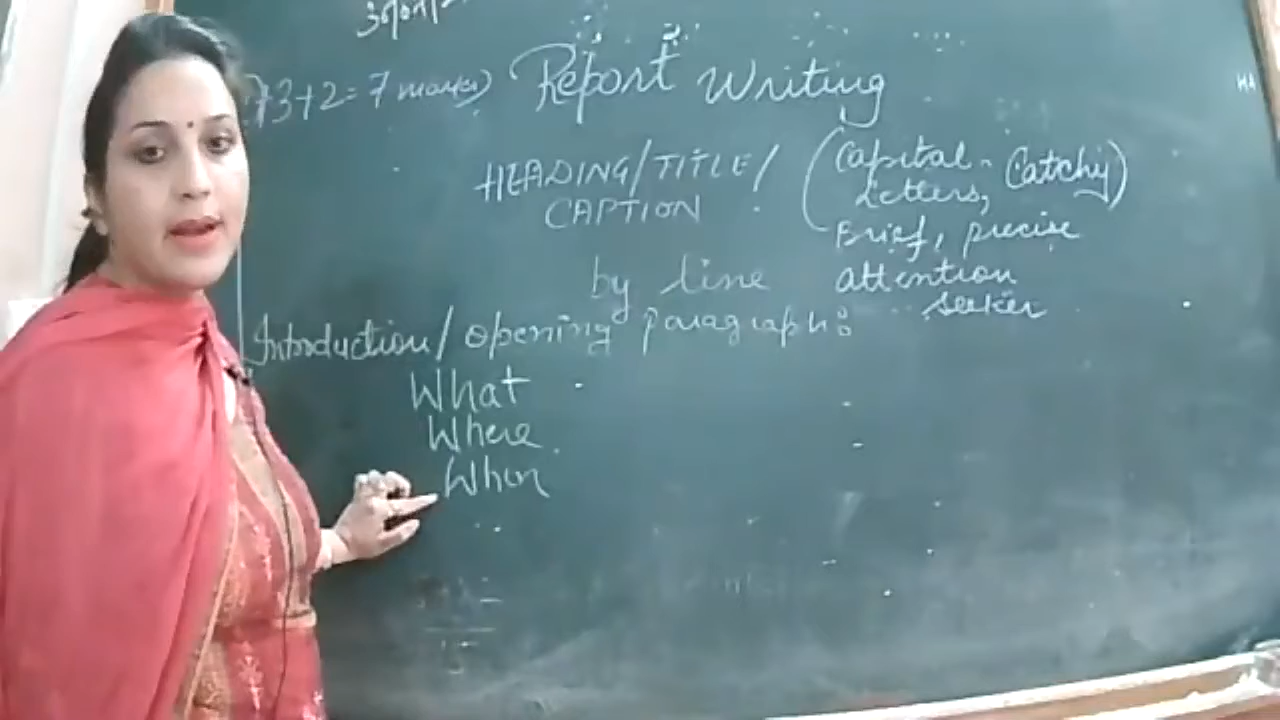 +3+2=7 marks) Report Writing
HEADING/TITLE/ (Capital - Catchy)
CAPTION Letters,
Brief, precise
by line attention
seeker
Introduction/opening paragraph:
What
Where
When